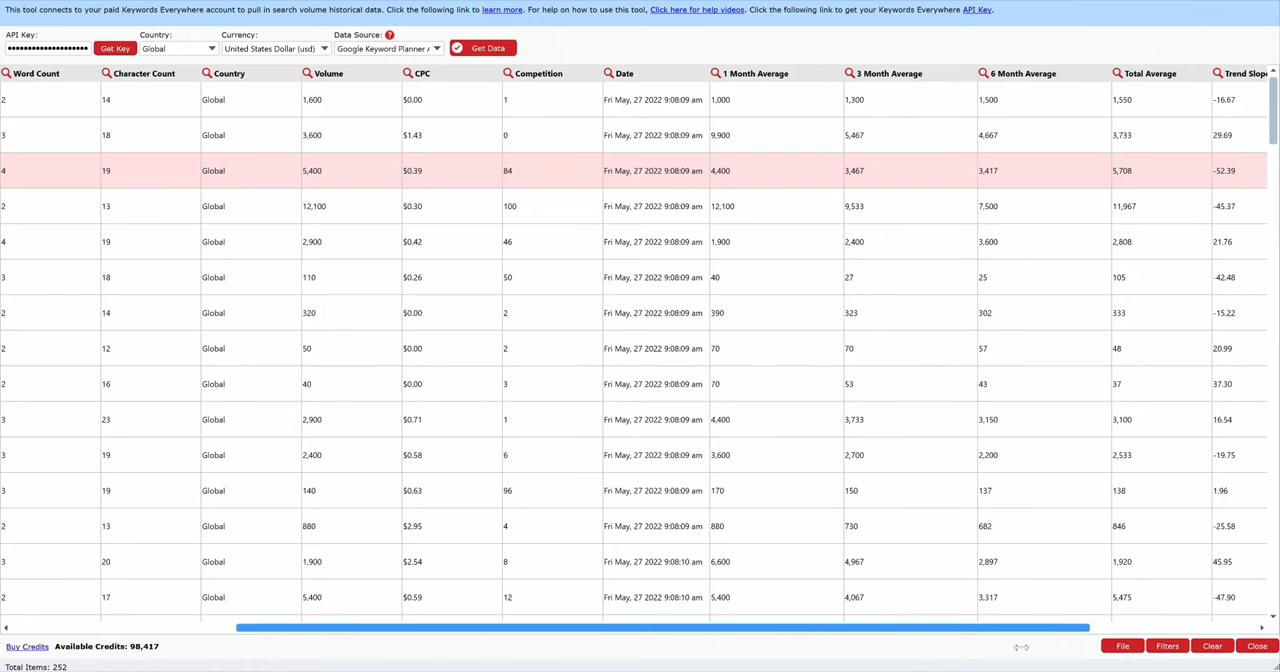 This tool connects to your paid Keywords Everywhere account to pull in search volume historical data. Click the following link to learn more. For help on how to use this tool, Click here for help videos. Click the following link to get your Keywords Everywhere API Key.
API Key: Country: Currency: Data Source: ?
•••••••••••••••••••• Get Key Global United States Dollar (usd) Google Keyword Planner / Get Data
Word Count Character Count Country Volume CPC Competition Date 1 Month Average 3 Month Average 6 Month Average Total Average Trend Slope
2 14 Global 1,600 $0.00 1 Fri May, 27 2022 9:08:09 am 1,000 1,300 1,500 1,550 -16.67
3 18 Global 3,600 $1.43 0 Fri May, 27 2022 9:08:09 am 9,900 5,467 4,667 3,733 29.69
4 19 Global 5,400 $0.39 84 Fri May, 27 2022 9:08:09 am 4,400 3,467 3,417 5,708 -52.39
2 13 Global 12,100 $0.30 100 Fri May, 27 2022 9:08:09 am 12,100 9,533 7,500 11,967 -45.37
4 19 Global 2,900 $0.42 46 Fri May, 27 2022 9:08:09 am 1,900 2,400 3,600 2,808 21.76
3 18 Global 110 $0.26 50 Fri May, 27 2022 9:08:09 am 40 27 25 105 -42.48
2 14 Global 320 $0.00 2 Fri May, 27 2022 9:08:09 am 390 323 302 333 -15.22
2 12 Global 50 $0.00 2 Fri May, 27 2022 9:08:09 am 70 70 57 48 20.99
2 16 Global 40 $0.00 3 Fri May, 27 2022 9:08:09 am 70 53 43 37 37.30
3 23 Global 2,900 $0.71 1 Fri May, 27 2022 9:08:09 am 4,400 3,733 3,150 3,100 16.54
3 19 Global 2,400 $0.58 6 Fri May, 27 2022 9:08:09 am 3,600 2,700 2,200 2,533 -19.75
3 19 Global 140 $0.63 96 Fri May, 27 2022 9:08:09 am 170 150 137 138 1.96
2 13 Global 880 $2.95 4 Fri May, 27 2022 9:08:09 am 880 730 682 846 -25.58
3 20 Global 1,900 $2.54 8 Fri May, 27 2022 9:08:10 am 6,600 4,967 2,897 1,920 45.95
2 17 Global 5,400 $0.59 12 Fri May, 27 2022 9:08:10 am 5,400 4,067 3,317 5,475 -47.90
Buy Credits Available Credits: 98,417 File Filters Clear Close
Total Items: 252